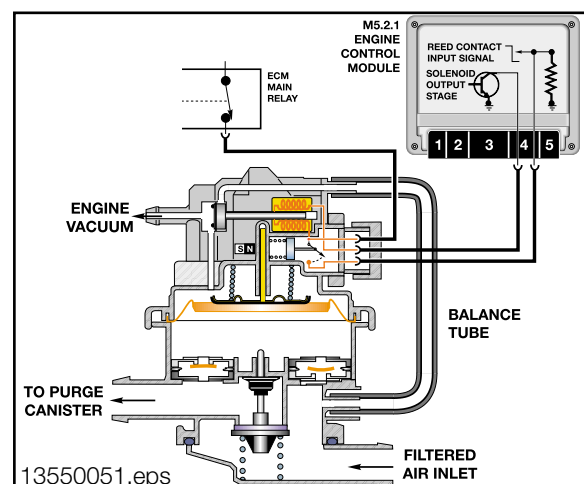 M5.2.1
ENGINE
CONTROL
MODULE
REED CONTACT
INPUT SIGNAL
SOLENOID
OUTPUT
STAGE
1 2 3 4 5
ECM
MAIN
RELAY
ENGINE
VACUUM
S N
BALANCE
TUBE
TO PURGE
CANISTER
FILTERED
AIR INLET
13550051.eps